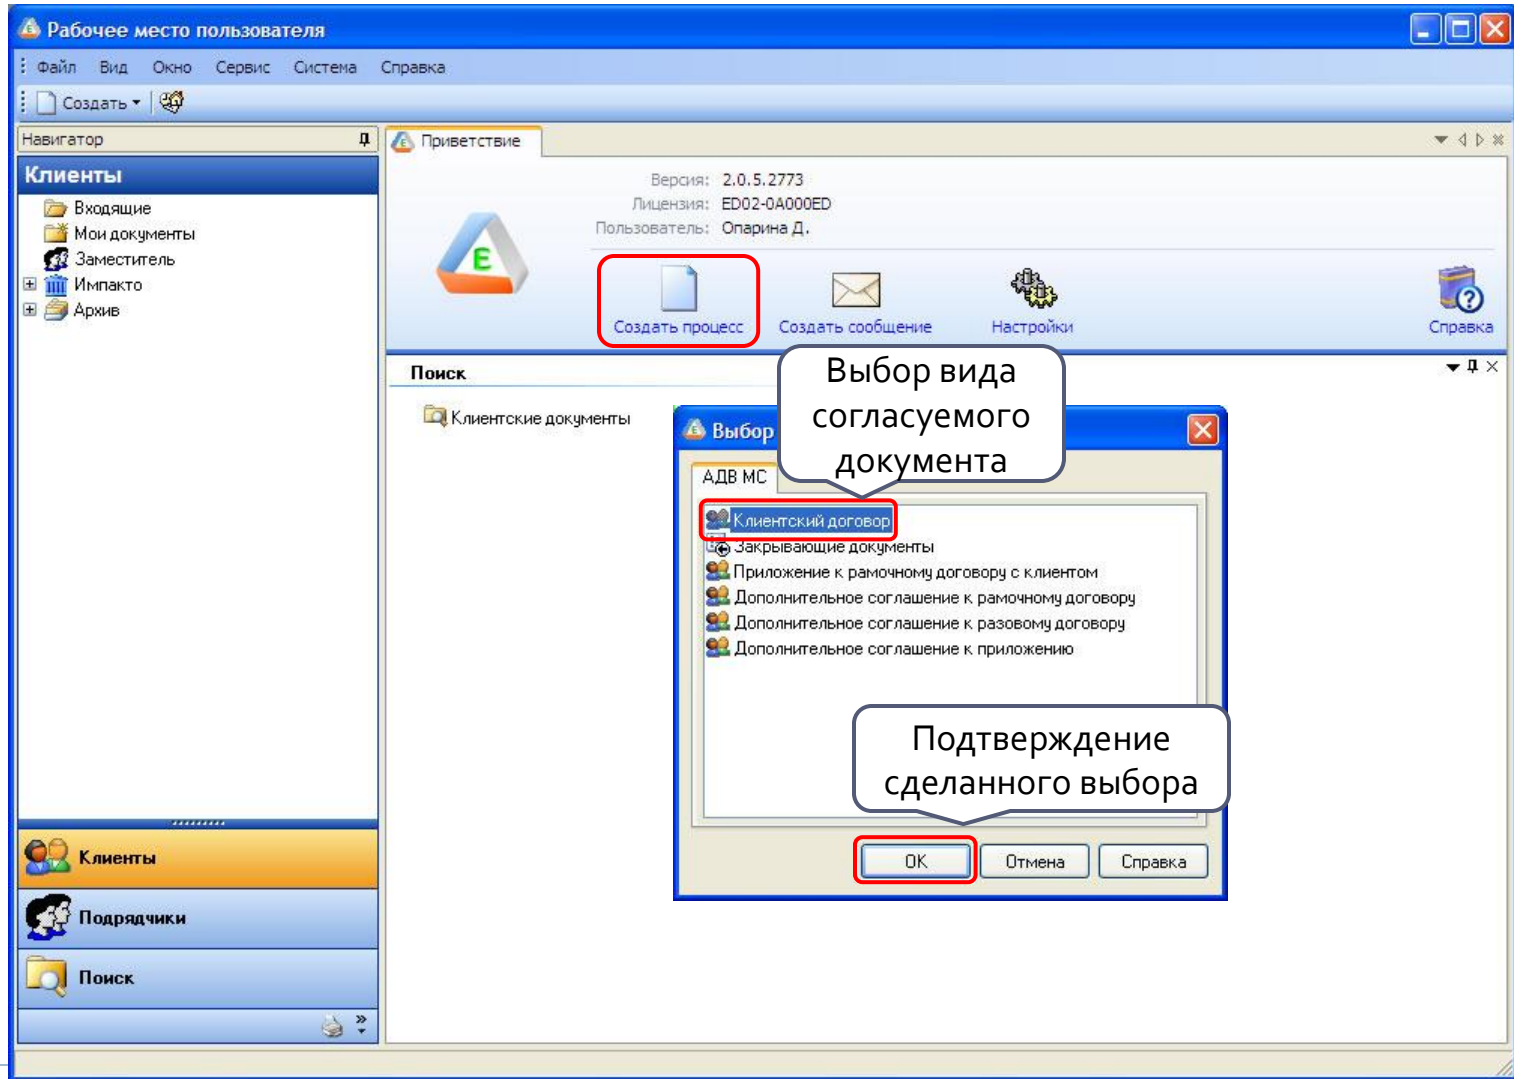 Рабочее место пользователя
Файл Вид Окно Сервис Система Справка
Создать
Навигатор
Приветствие
Клиенты
Входящие
Мои документы
Заместитель
Импакто
Архив
Версия: 2.0.5.2773
Лицензия: ED02-0A000ED
Пользователь: Опарина Д.
E
Создать процесс
Создать сообщение
Настройки
Справка
Поиск
Клиентские документы
Выбор вида
согласуемого
документа
Выбор
АДВ МС
Клиентский договор
Закрывающие документы
Приложение к рамочному договору с клиентом
Дополнительное соглашение к рамочному договору
Дополнительное соглашение к разовому договору
Дополнительное соглашение к приложению
Подтверждение
сделанного выбора
OK
Отмена
Справка
Клиенты
Подрядчики
Поиск